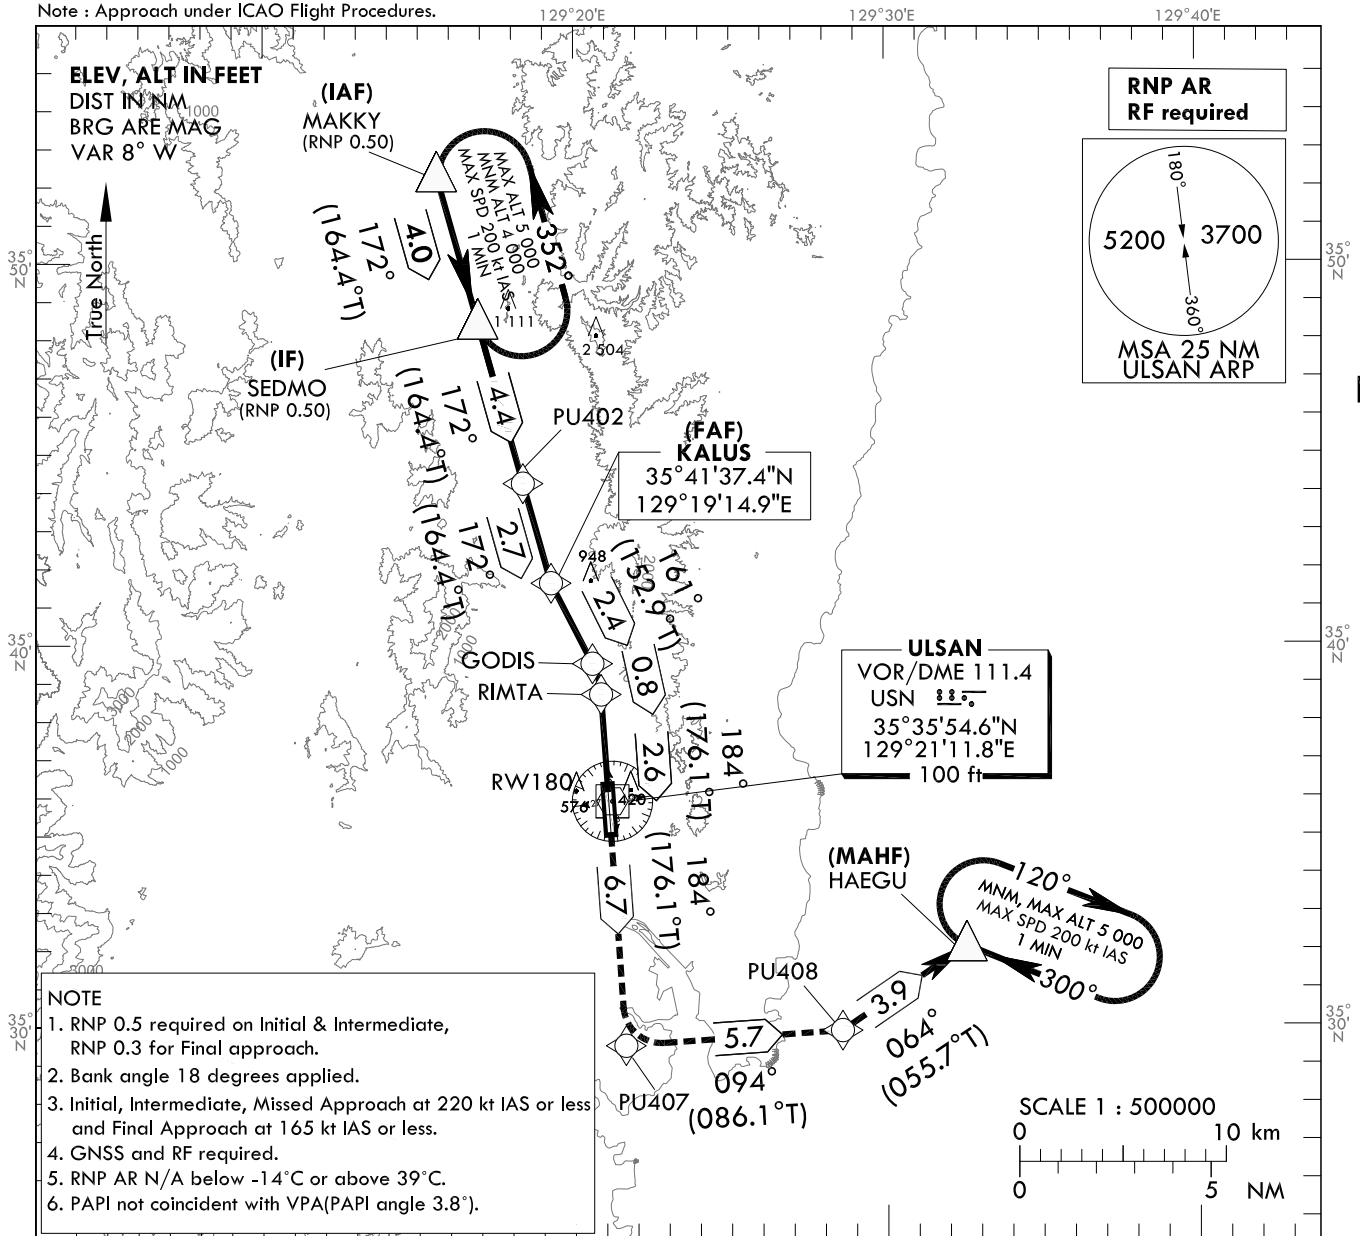 Note : Approach under ICAO Flight Procedures.
129°20'E
129°30'E
129°40'E
ELEV, ALT IN FEET
DIST IN NM
BRG ARE MAG
VAR 8° W
True North
1000
(IAF)
MAKKY
(RNP 0.50)
MAX ALT 5 000
MNM ALT 4 000
MAX SPD 200 kt IAS
1 MIN
352°
4.0
172°
(164.4°T)
1 111
2 504
RNP AR
RF required
180°
5200
3700
360°
MSA 25 NM
ULSAN ARP
35°
50'
N
(IF)
SEDMO
(RNP 0.50)
4.4
172°
(164.4°T)
PU402
(FAF)
KALUS
35°41'37.4"N
129°19'14.9"E
2.7
172°
(164.4°T)
948
2.4
161°
(152.9°T)
2000
1000
35°
40'
N
GODIS
RIMTA
0.8
3000
2000
1000
ULSAN
VOR/DME 111.4
USN
35°35'54.6"N
129°21'11.8"E
100 ft
2.6
184°
(176.1°T)
RW180
576
420
6.7
184°
(176.1°T)
(MAHF)
HAEGU
120°
MNM, MAX ALT 5 000
MAX SPD 200 kt IAS
1 MIN
300°
PU408
3.9
064°
(055.7°T)
5.7
094°
(086.1°T)
PU407
35°
30'
N
3000
NOTE
1. RNP 0.5 required on Initial & Intermediate,
RNP 0.3 for Final approach.
2. Bank angle 18 degrees applied.
3. Initial, Intermediate, Missed Approach at 220 kt IAS or less
and Final Approach at 165 kt IAS or less.
4. GNSS and RF required.
5. RNP AR N/A below -14°C or above 39°C.
6. PAPI not coincident with VPA(PAPI angle 3.8°).
SCALE 1 : 500000
0 10 km
0 5 NM